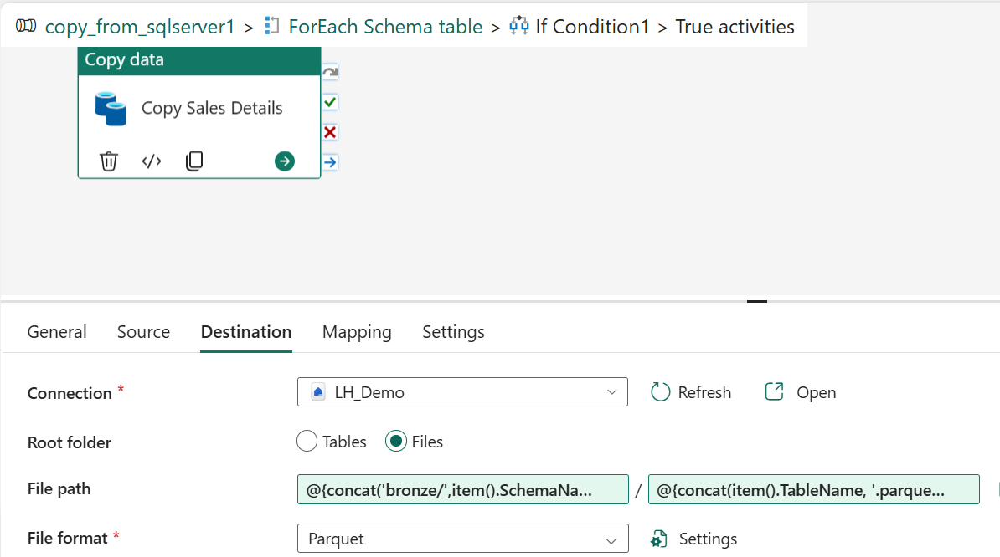 copy_from_sqlserver1 > ForEach Schema table > If Condition1 > True activities
Copy data
Copy Sales Details
General Source Destination Mapping Settings
Connection * LH_Demo Refresh Open
Root folder Tables Files
File path @{concat('bronze/',item().SchemaNa... / @{concat(item().TableName, '.parque...
File format * Parquet Settings